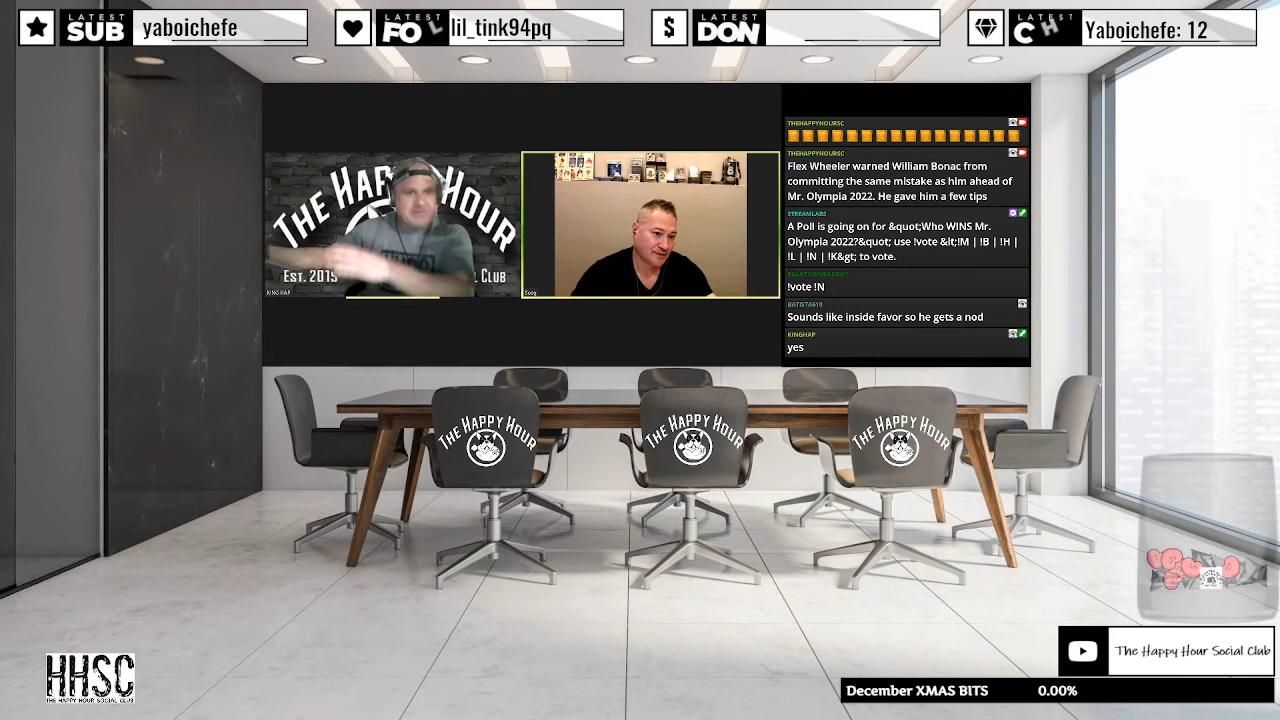 LATEST SUB yaboichefe
LATEST FO L lil_tink94pq
$ LATEST DON
LATEST C H Yaboichefe: 12
THE HAP HOUR
EST. 2015 L CLUB
KINGHAP
Soog
THEHAPPYHOURSC
THEHAPPYHOURSC
Flex Wheeler warned William Bonac from
committing the same mistake as him ahead of
Mr. Olympia 2022. He gave him a few tips
STREAMLABS
A Poll is going on for &quot;Who WINS Mr.
Olympia 2022?&quot; use !vote &lt;!M | !B | !H |
!L | !N | !K&gt; to vote.
!vote !N
BATISTA610
Sounds like inside favor so he gets a nod
KINGHAP
yes
THE HAPPY HOUR
THE HAPPY HOUR
THE HAPPY HOUR
The Happy Hour Social Club
HHSC
THE HAPPY HOUR SOCIAL CLUB
December XMAS BITS 0.00%